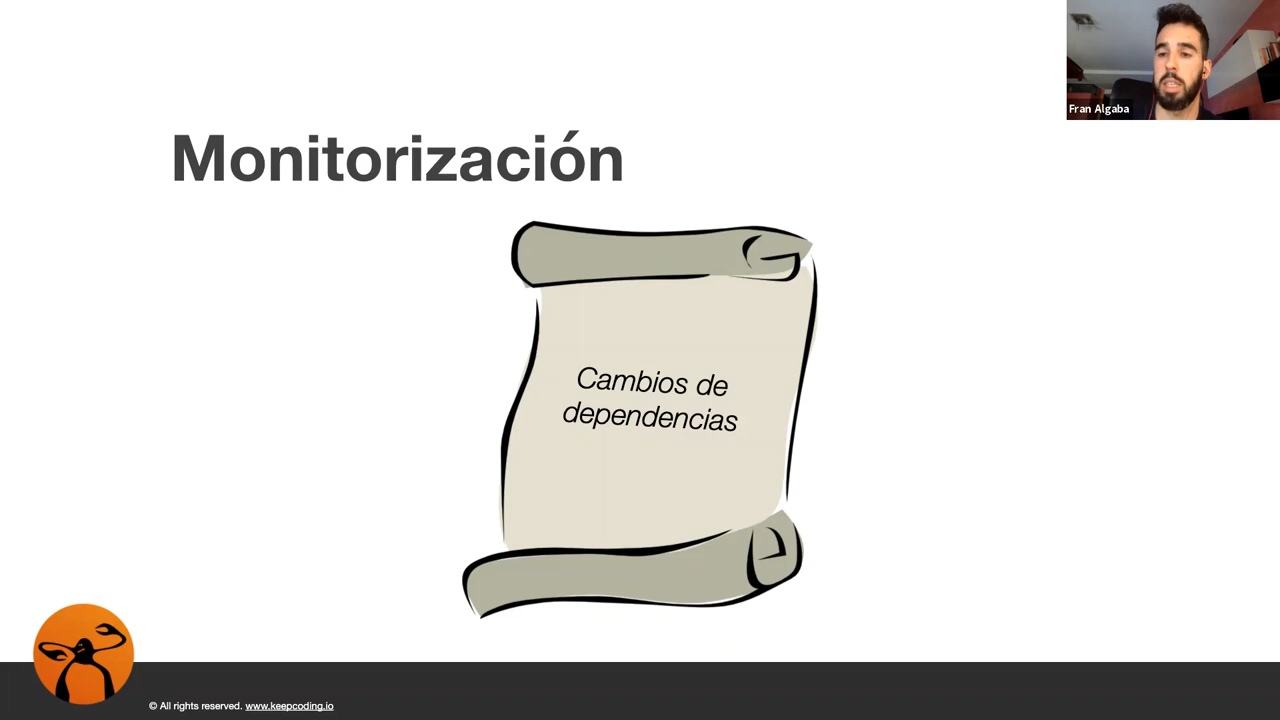 Fran Algaba
Monitorización
Cambios de
dependencias
© All rights reserved. www.keepcoding.io